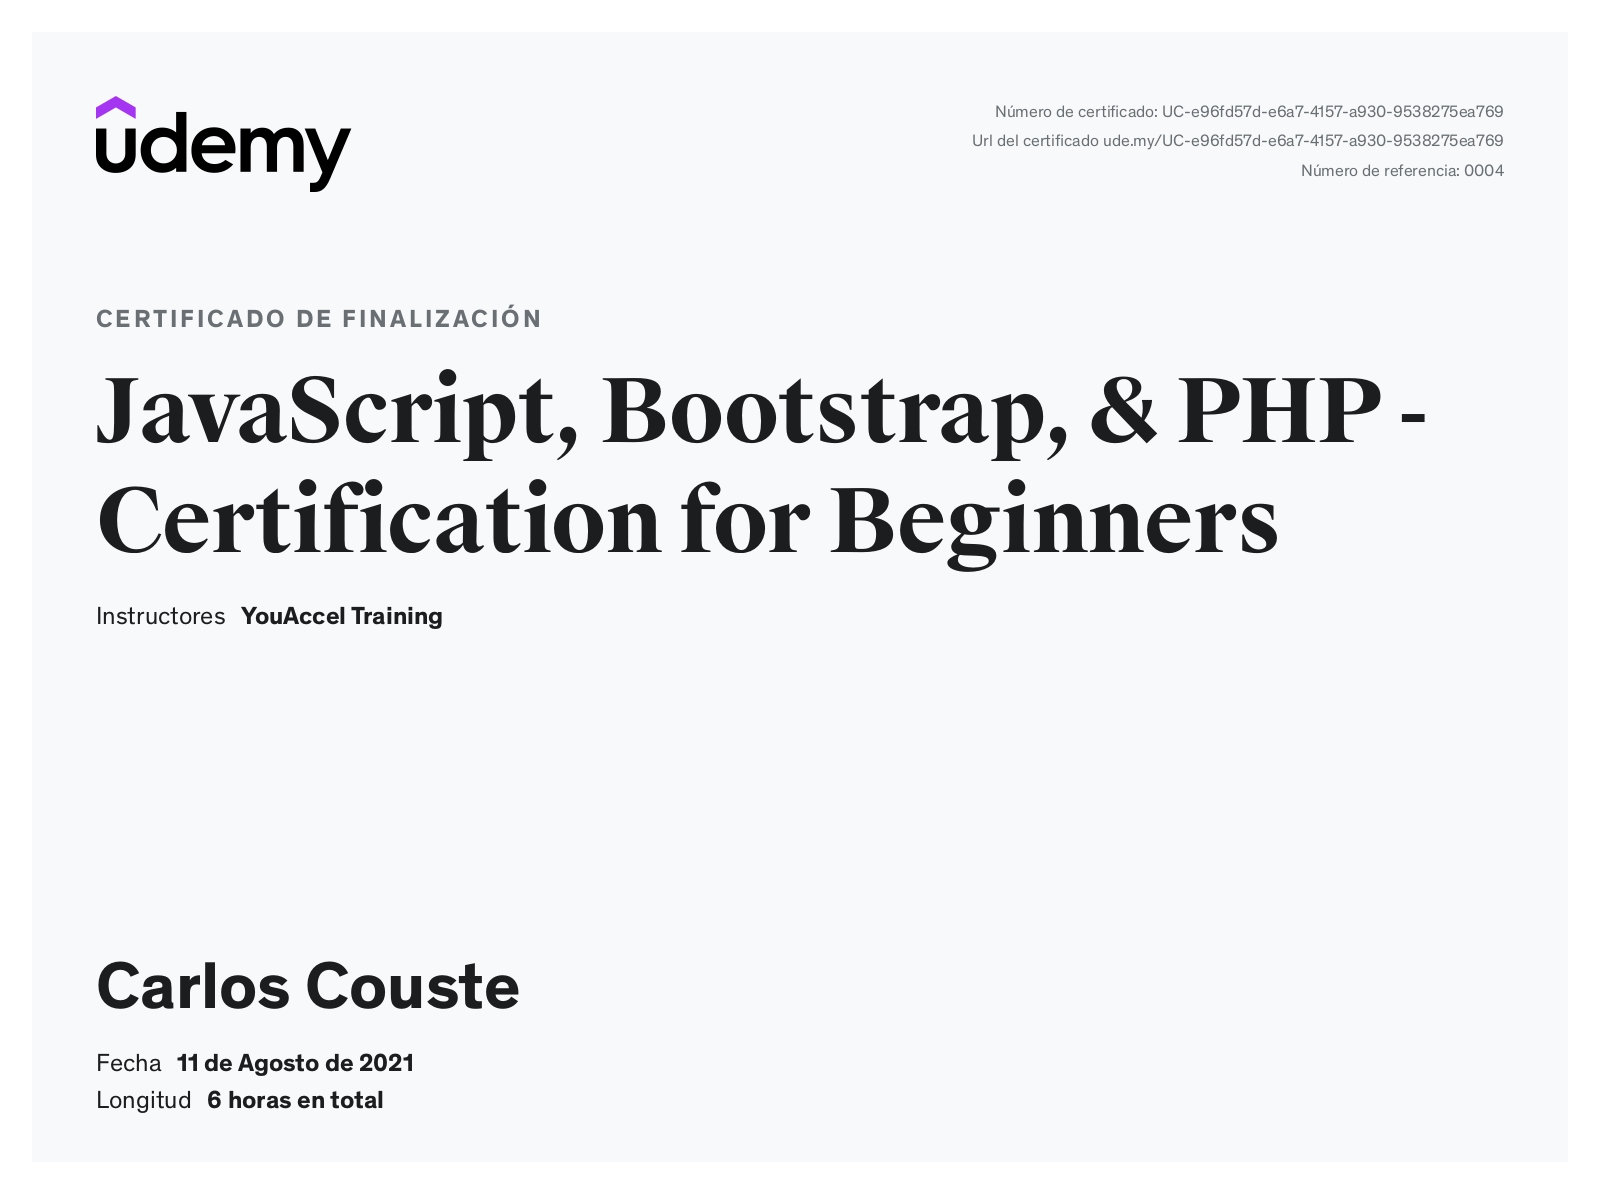 udemy
Número de certificado: UC-e96fd57d-e6a7-4157-a930-9538275ea769
Url del certificado ude.my/UC-e96fd57d-e6a7-4157-a930-9538275ea769
Número de referencia: 0004
CERTIFICADO DE FINALIZACIÓN
JavaScript, Bootstrap, & PHP -
Certification for Beginners
Instructores YouAccel Training
Carlos Couste
Fecha 11 de Agosto de 2021
Longitud 6 horas en total